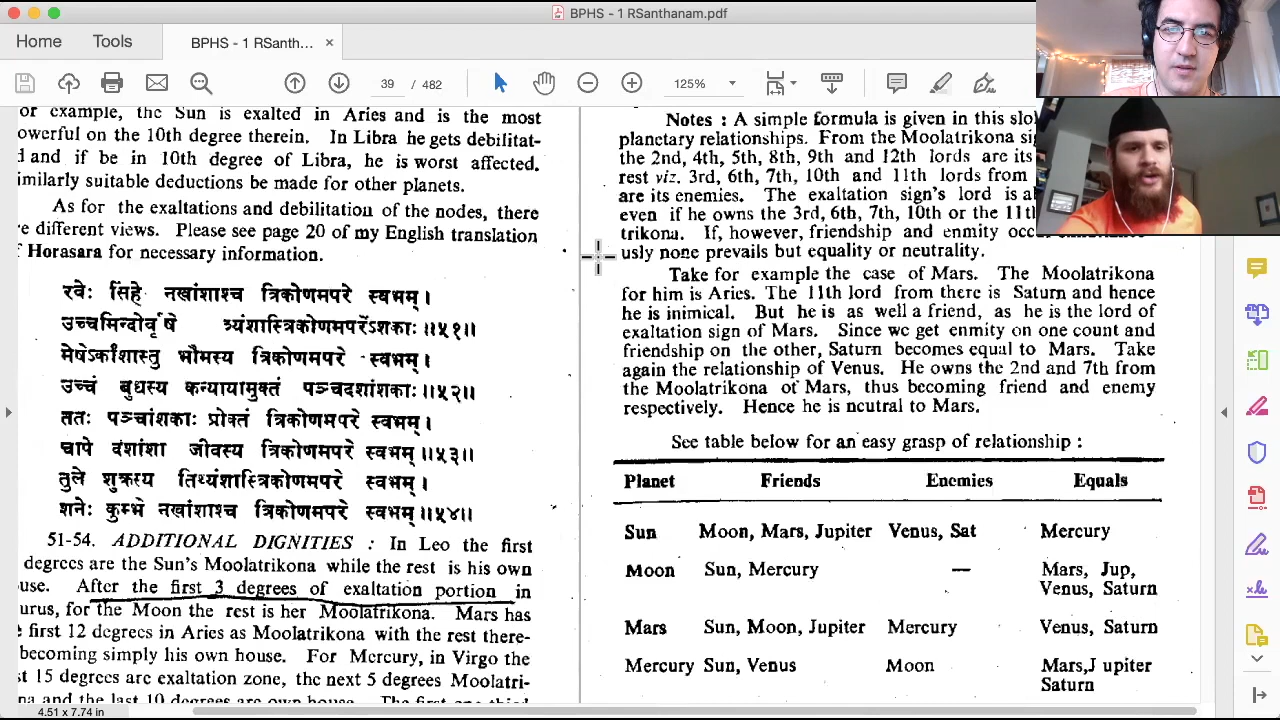 BPHS - 1 RSanthanam.pdf
Home
Tools
BPHS - 1 RSanth...
39 / 462
125%
or example, the Sun is exalted in Aries and is the most
owerful on the 10th degree therein. In Libra he gets debilitat-
d and if be in 10th degree of Libra, he is worst affected.
imilarly suitable deductions be made for other planets.
As for the exaltations and debilitation of the nodes, there
e different views. Please see page 20 of my English translation
f Horasara for necessary information.
रवेः सिंहे नखांशाश्च त्रिकोणमपरे स्वभम् ।
उच्चमिन्दोर्वृषे त्र्यंशास्त्रिकोणमपरेंऽशकाः ॥५१॥
मेषेऽर्कांशास्तु भौमस्य त्रिकोणमपरे स्वभम् ।
उच्चं बुधस्य कन्यायामुक्तं पञ्चदशांशकाः ॥५२॥
ततः पञ्चांशकाः प्रोक्तं त्रिकोणमपरे स्वभम् ।
चापे दशांशा जीवस्य त्रिकोणमपरे स्वभम् ॥५३॥
तुले शुक्रस्य तिथ्यंशास्त्रिकोणमपरे स्वभम् ।
शनेः कुम्भे नखांशाश्च त्रिकोणमपरे स्वभम् ॥५४॥
51-54. ADDITIONAL DIGNITIES : In Leo the first
degrees are the Sun's Moolatrikona while the rest is his own
use. After the first 3 degrees of exaltation portion in
urus, for the Moon the rest is her Moolatrikona. Mars has
e first 12 degrees in Aries as Moolatrikona with the rest there-
becoming simply his own house. For Mercury, in Virgo the
st 15 degrees are exaltation zone, the next 5 degrees Moolatri-
na and the last 10 degrees are own house. The first one third
Notes : A simple formula is given in this slo
planetary relationships. From the Moolatrikona si
the 2nd, 4th, 5th, 8th, 9th and 12th lords are its
rest viz. 3rd, 6th, 7th, 10th and 11th lords from
are its enemies. The exaltation sign's lord is al
even if he owns the 3rd, 6th, 7th, 10th or the 11th
trikona. If, however, friendship and enmity occ
usly none prevails but equality or neutrality.
Take for example the case of Mars. The Moolatrikona
for him is Aries. The 11th lord from there is Saturn and hence
he is inimical. But he is as well a friend, as he is the lord of
exaltation sign of Mars. Since we get enmity on one count and
friendship on the other, Saturn becomes equal to Mars. Take
again the relationship of Venus. He owns the 2nd and 7th from
the Moolatrikona of Mars, thus becoming friend and enemy
respectively. Hence he is neutral to Mars.
See table below for an easy grasp of relationship :
Planet Friends Enemies Equals
Sun Moon, Mars, Jupiter Venus, Sat Mercury
Moon Sun, Mercury — Mars, Jup,
Venus, Saturn
Mars Sun, Moon, Jupiter Mercury Venus, Saturn
Mercury Sun, Venus Moon Mars, Jupiter
Saturn
4.51 x 7.74 in